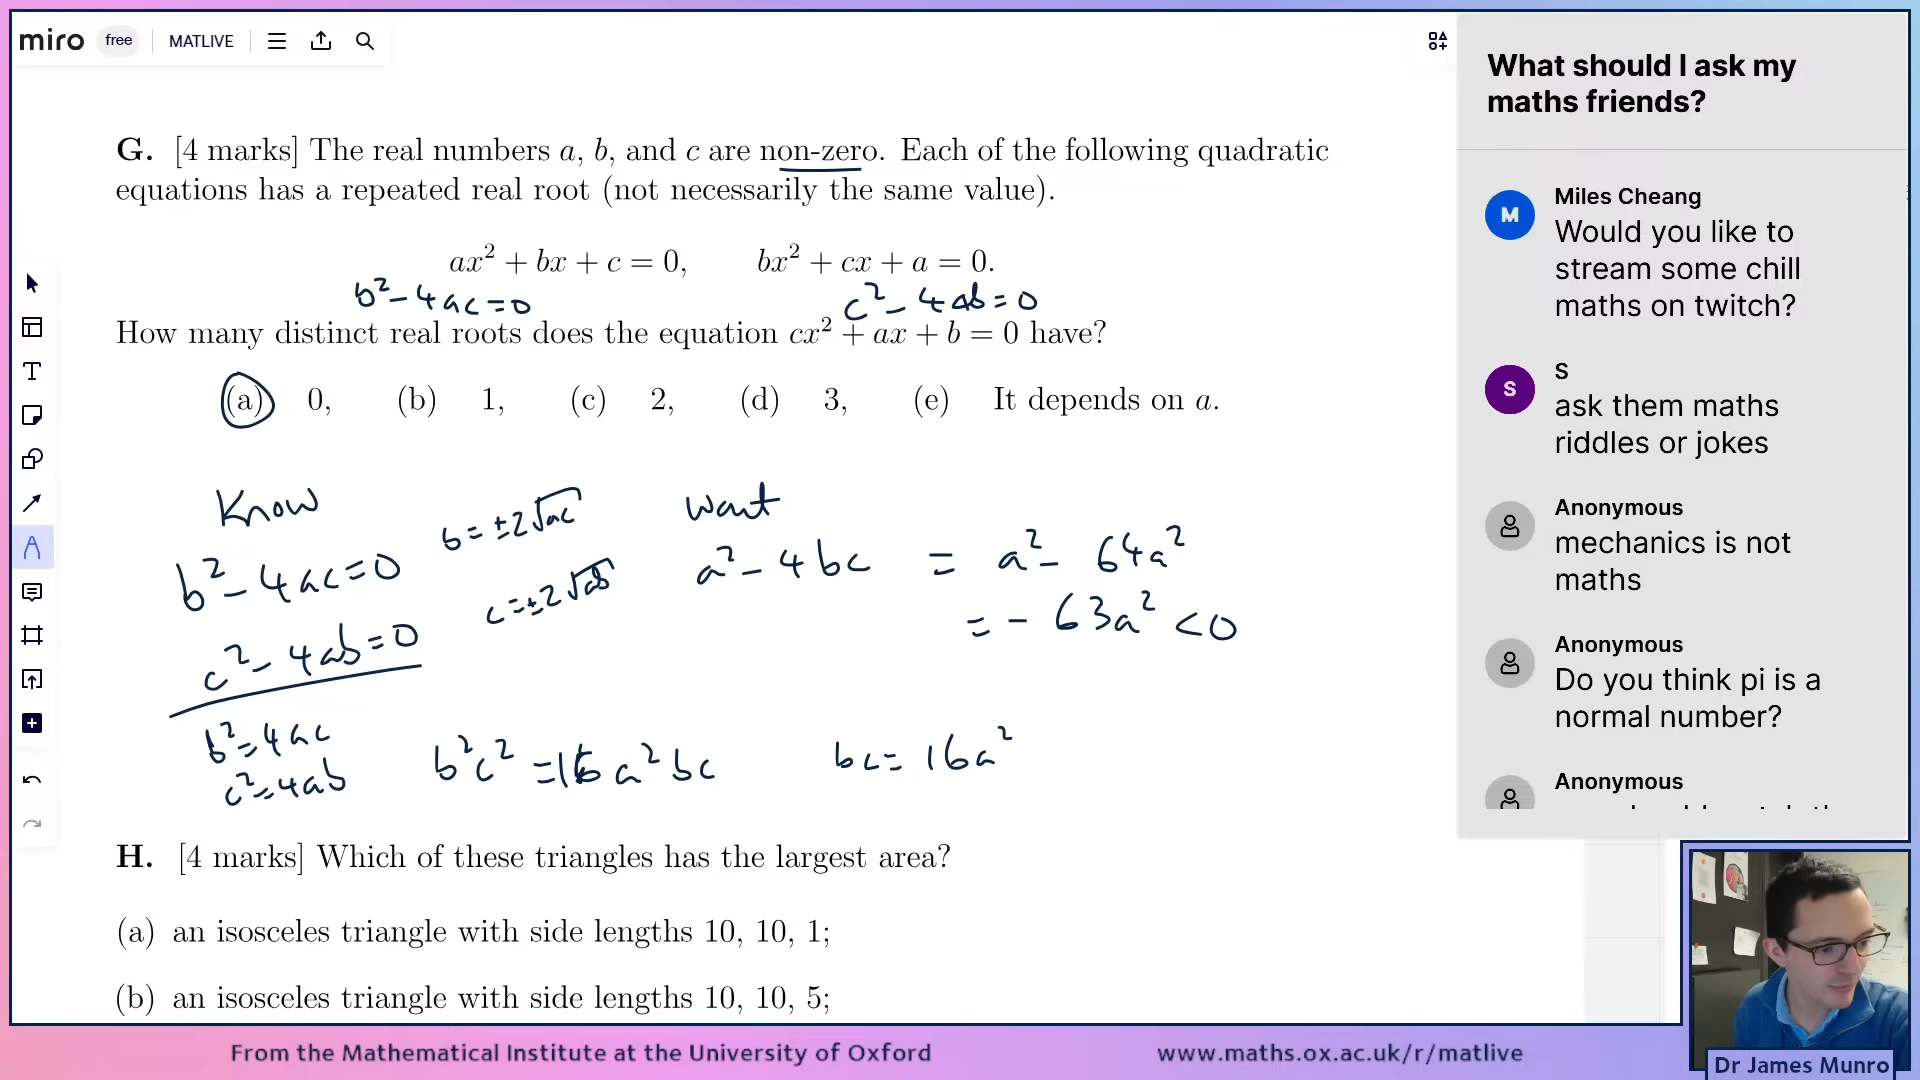 miro free MATLIVE
G. [4 marks] The real numbers a, b, and c are non-zero. Each of the following quadratic
equations has a repeated real root (not necessarily the same value).
ax² + bx + c = 0, bx² + cx + a = 0.
b² - 4ac = 0 c² - 4ab = 0
How many distinct real roots does the equation cx² + ax + b = 0 have?
(a) 0, (b) 1, (c) 2, (d) 3, (e) It depends on a.
Know
b² - 4ac = 0
c² - 4ab = 0
b = ±2√ac
c = ±2√ab
Want
a² - 4bc = a² - 64a²
= - 63a² < 0
b² = 4ac
c² = 4ab
b²c² = 16a²bc
bc = 16a²
H. [4 marks] Which of these triangles has the largest area?
(a) an isosceles triangle with side lengths 10, 10, 1;
(b) an isosceles triangle with side lengths 10, 10, 5;
What should I ask my
maths friends?
M
Miles Cheang
Would you like to
stream some chill
maths on twitch?
S
s
ask them maths
riddles or jokes
Anonymous
mechanics is not
maths
Anonymous
Do you think pi is a
normal number?
Anonymous
From the Mathematical Institute at the University of Oxford
www.maths.ox.ac.uk/r/matlive
Dr James Munro